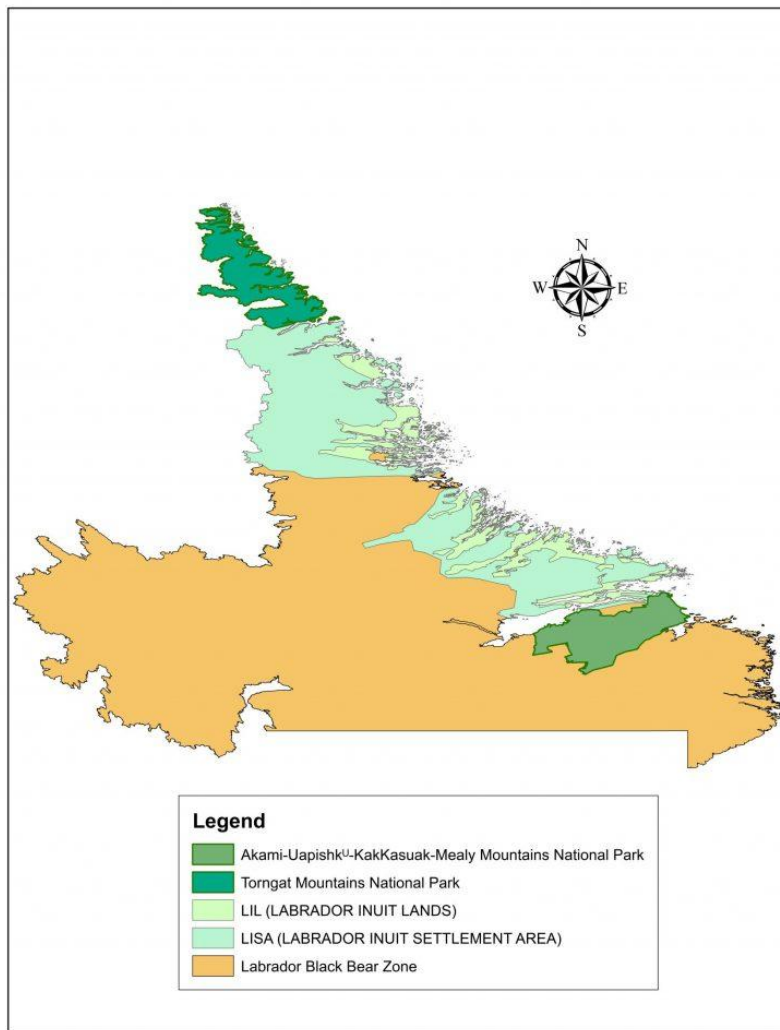 N
W E
S
Legend
Akami-Uapishkᵁ-KakKasuak-Mealy Mountains National Park
Torngat Mountains National Park
LIL (LABRADOR INUIT LANDS)
LISA (LABRADOR INUIT SETTLEMENT AREA)
Labrador Black Bear Zone